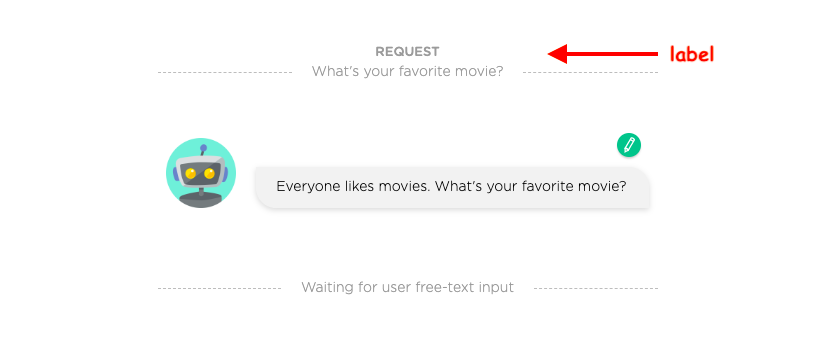 REQUEST
label
What's your favorite movie?
Everyone likes movies. What's your favorite movie?
Waiting for user free-text input